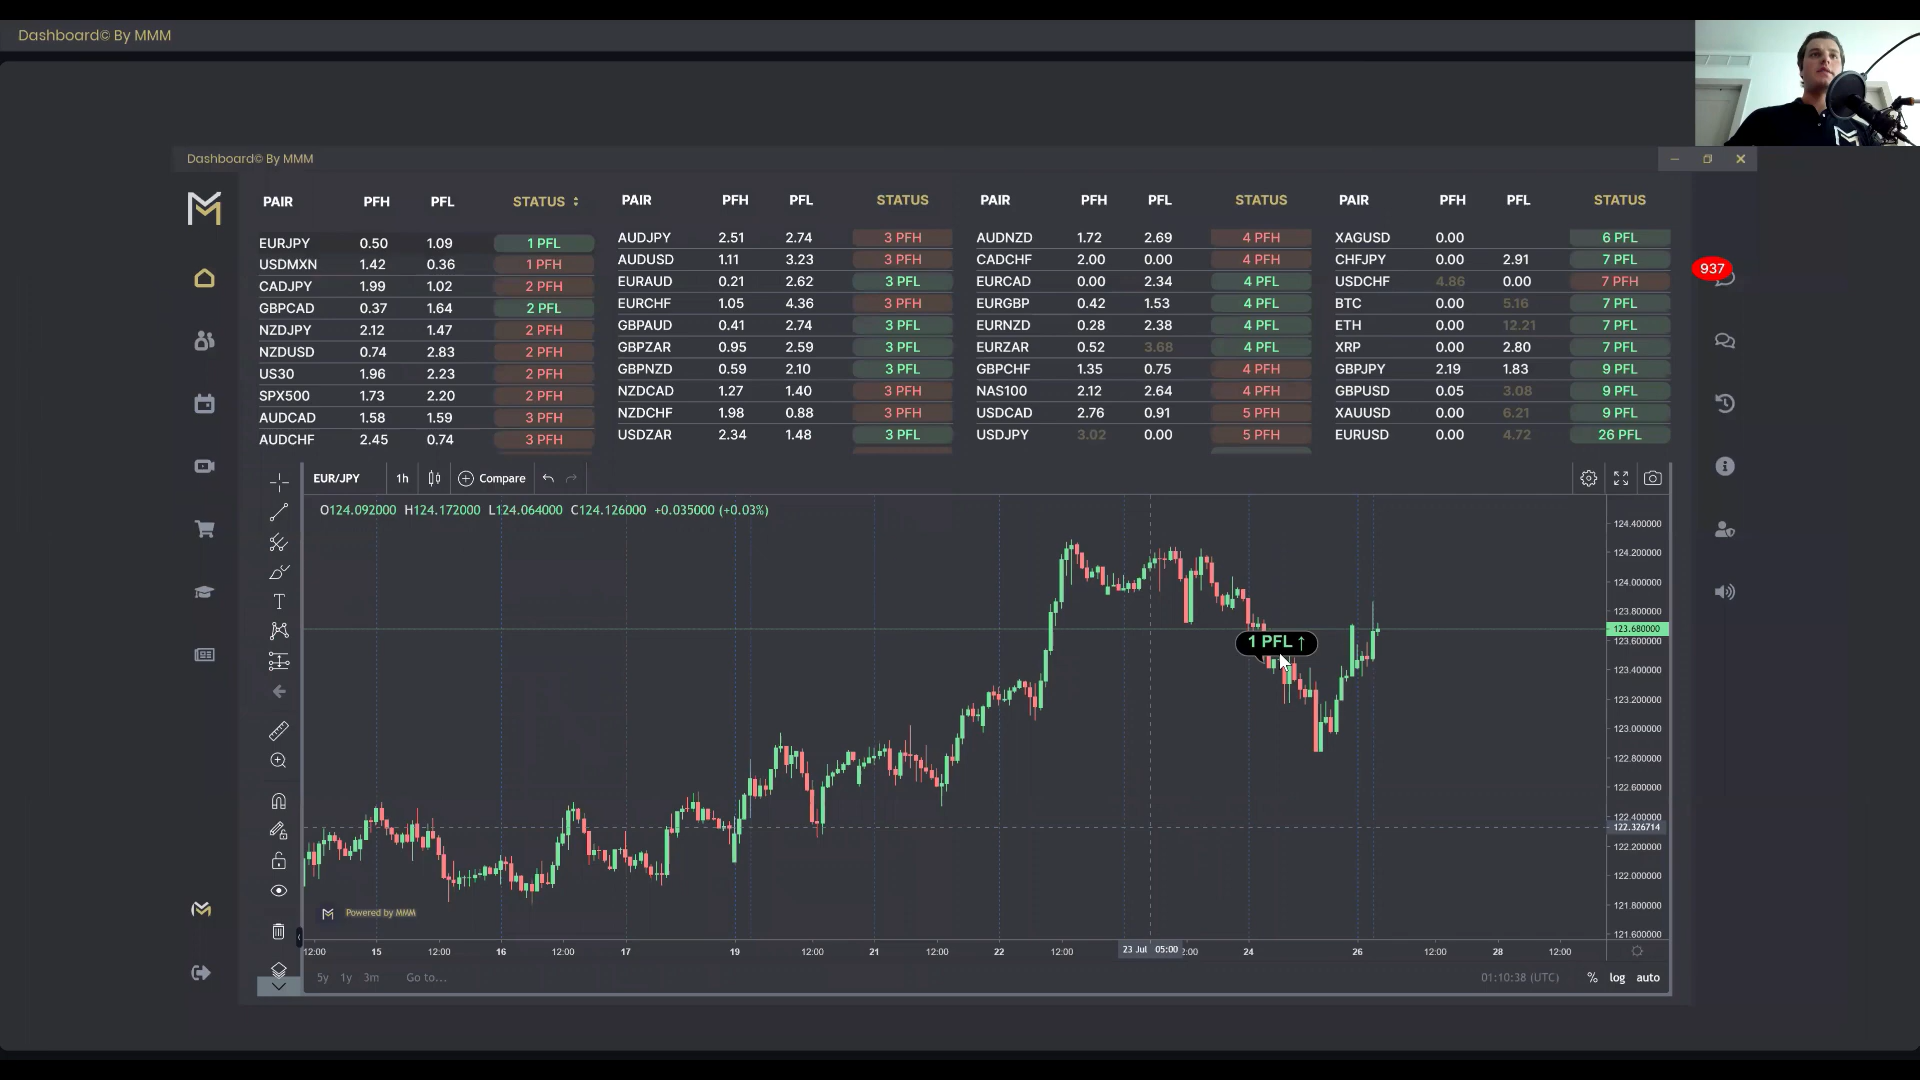 Dashboard© By MMM
Dashboard© By MMM
PAIR PFH PFL STATUS
EURJPY 0.50 1.09 1 PFL
USDMXN 1.42 0.36 1 PFH
CADJPY 1.99 1.02 2 PFH
GBPCAD 0.37 1.64 2 PFL
NZDJPY 2.12 1.47 2 PFH
NZDUSD 0.74 2.83 2 PFH
US30 1.96 2.23 2 PFH
SPX500 1.73 2.20 2 PFH
AUDCAD 1.58 1.59 3 PFH
AUDCHF 2.45 0.74 3 PFH
PAIR PFH PFL STATUS
AUDJPY 2.51 2.74 3 PFH
AUDUSD 1.11 3.23 3 PFH
EURAUD 0.21 2.62 3 PFL
EURCHF 1.05 4.36 3 PFH
GBPAUD 0.41 2.74 3 PFL
GBPZAR 0.95 2.59 3 PFL
GBPNZD 0.59 2.10 3 PFL
NZDCAD 1.27 1.40 3 PFH
NZDCHF 1.98 0.88 3 PFH
USDZAR 2.34 1.48 3 PFL
PAIR PFH PFL STATUS
AUDNZD 1.72 2.69 4 PFH
CADCHF 2.00 0.00 4 PFH
EURCAD 0.00 2.34 4 PFL
EURGBP 0.42 1.53 4 PFL
EURNZD 0.28 2.38 4 PFL
EURZAR 0.52 3.68 4 PFL
GBPCHF 1.35 0.75 4 PFH
NAS100 2.12 2.64 4 PFH
USDCAD 2.76 0.91 5 PFH
USDJPY 3.02 0.00 5 PFH
PAIR PFH PFL STATUS
XAGUSD 0.00 6 PFL
CHFJPY 0.00 2.91 7 PFL
USDCHF 4.86 0.00 7 PFH
BTC 0.00 5.16 7 PFL
ETH 0.00 12.21 7 PFL
XRP 0.00 2.80 7 PFL
GBPJPY 2.19 1.83 9 PFL
GBPUSD 0.05 3.08 9 PFL
XAUUSD 0.00 6.21 9 PFL
EURUSD 0.00 4.72 26 PFL
937
EUR/JPY 1h Compare
O124.092000 H124.172000 L124.064000 C124.126000 +0.035000 (+0.03%)
1 PFL ↑
124.400000
124.200000
124.000000
123.800000
123.680000
123.600000
123.400000
123.200000
123.000000
122.800000
122.600000
122.400000
122.326714
122.200000
122.000000
121.800000
121.600000
Powered by MMM
12:00 15 12:00 16 12:00 17 19 12:00 21 12:00 22 12:00 23 Jul 05:00 2:00 24 26 12:00 28 12:00
5y 1y 3m Go to... 01:10:38 (UTC) % log auto